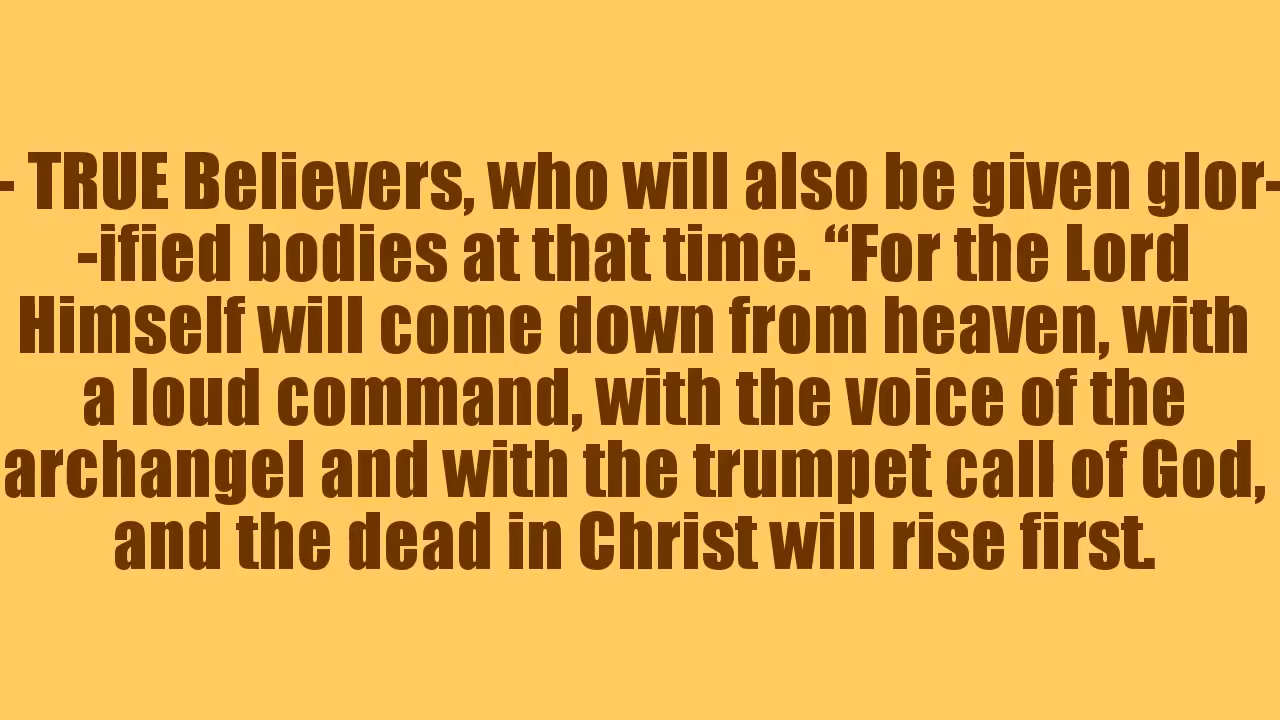 - TRUE Believers, who will also be given glor-
-ified bodies at that time. “For the Lord
Himself will come down from heaven, with
a loud command, with the voice of the
archangel and with the trumpet call of God,
and the dead in Christ will rise first.